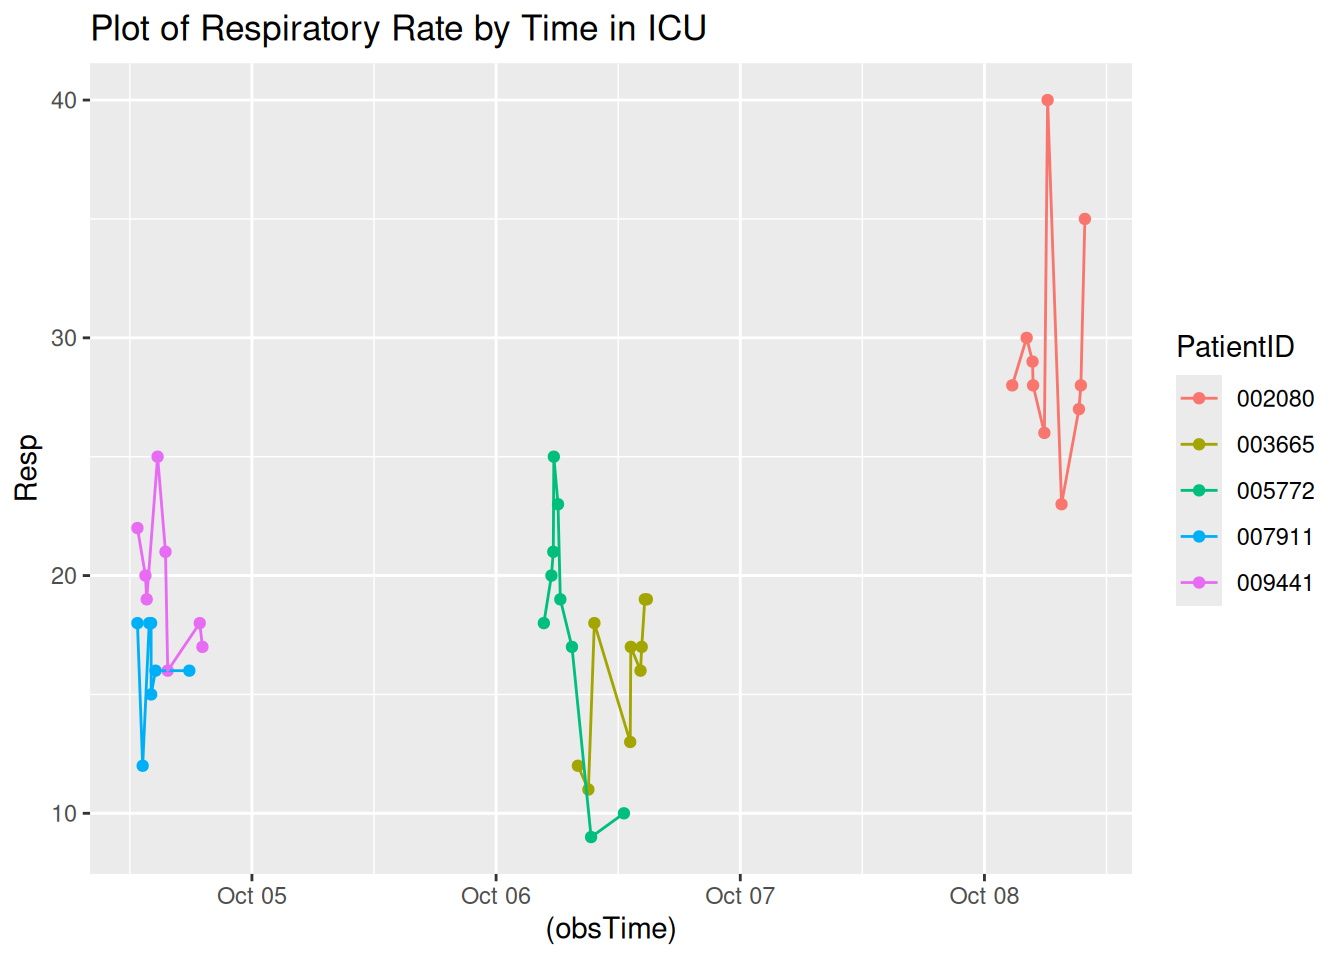 Plot of Respiratory Rate by Time in ICU
40
30
20
10
Resp
Oct 05
Oct 06
Oct 07
Oct 08
(obsTime)
PatientID
002080
003665
005772
007911
009441